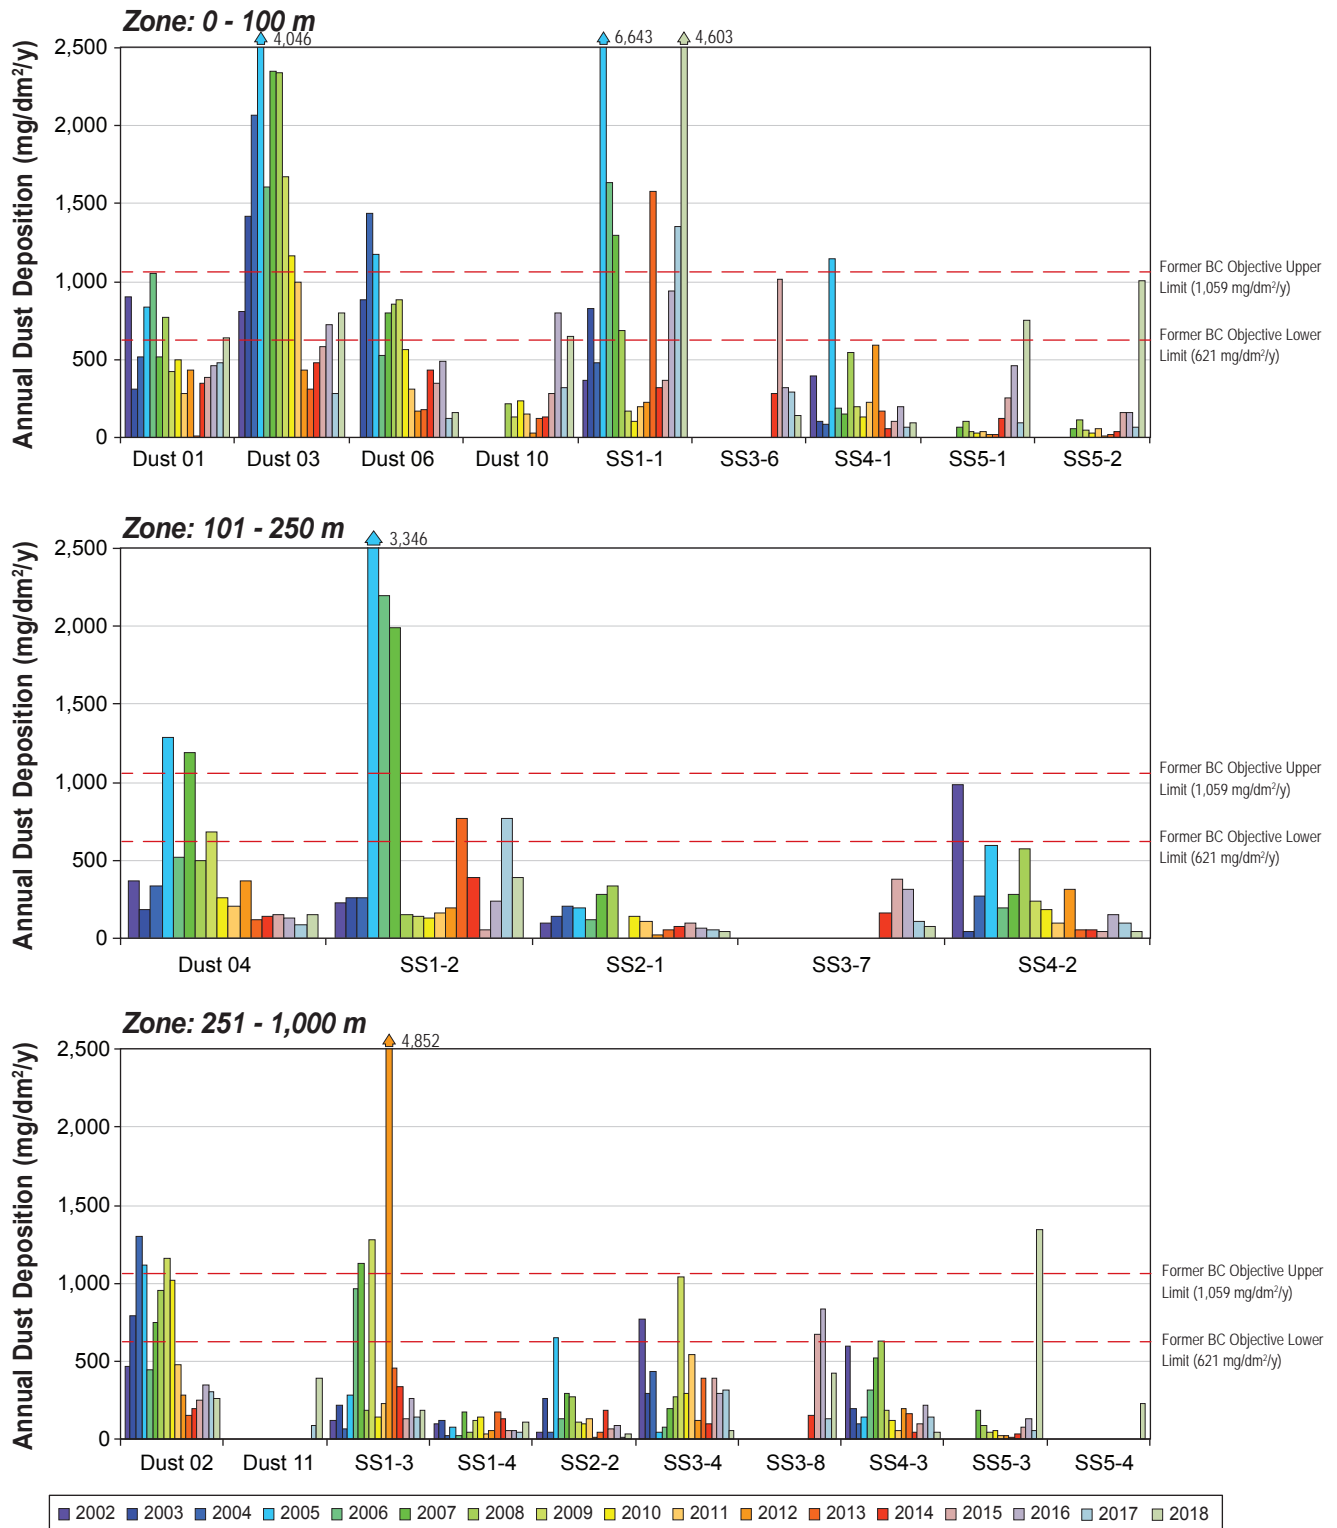 Zone: 0 - 100 m
4,046
6,643
4,603
Annual Dust Deposition (mg/dm²/y)
2,500
2,000
1,500
1,000
500
0
Former BC Objective Upper
Limit (1,059 mg/dm²/y)
Former BC Objective Lower
Limit (621 mg/dm²/y)
Dust 01 Dust 03 Dust 06 Dust 10 SS1-1 SS3-6 SS4-1 SS5-1 SS5-2
Zone: 101 - 250 m
3,346
Annual Dust Deposition (mg/dm²/y)
2,500
2,000
1,500
1,000
500
0
Former BC Objective Upper
Limit (1,059 mg/dm²/y)
Former BC Objective Lower
Limit (621 mg/dm²/y)
Dust 04 SS1-2 SS2-1 SS3-7 SS4-2
Zone: 251 - 1,000 m
4,852
Annual Dust Deposition (mg/dm²/y)
2,500
2,000
1,500
1,000
500
0
Former BC Objective Upper
Limit (1,059 mg/dm²/y)
Former BC Objective Lower
Limit (621 mg/dm²/y)
Dust 02 Dust 11 SS1-3 SS1-4 SS2-2 SS3-4 SS3-8 SS4-3 SS5-3 SS5-4
2002 2003 2004 2005 2006 2007 2008 2009 2010 2011 2012 2013 2014 2015 2016 2017 2018